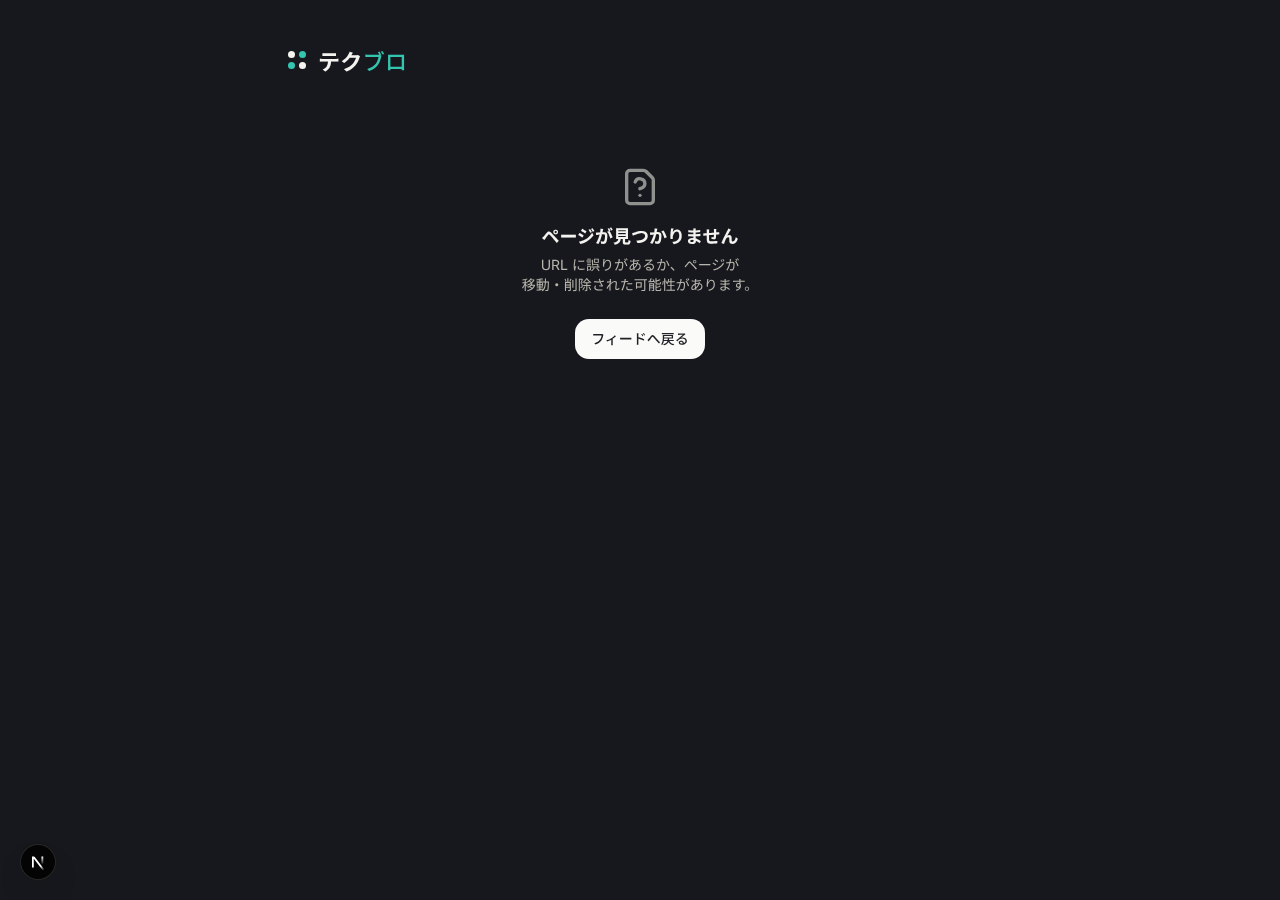 テクブロ
ページが見つかりません
URL に誤りがあるか、ページが
移動・削除された可能性があります。
フィードへ戻る
N